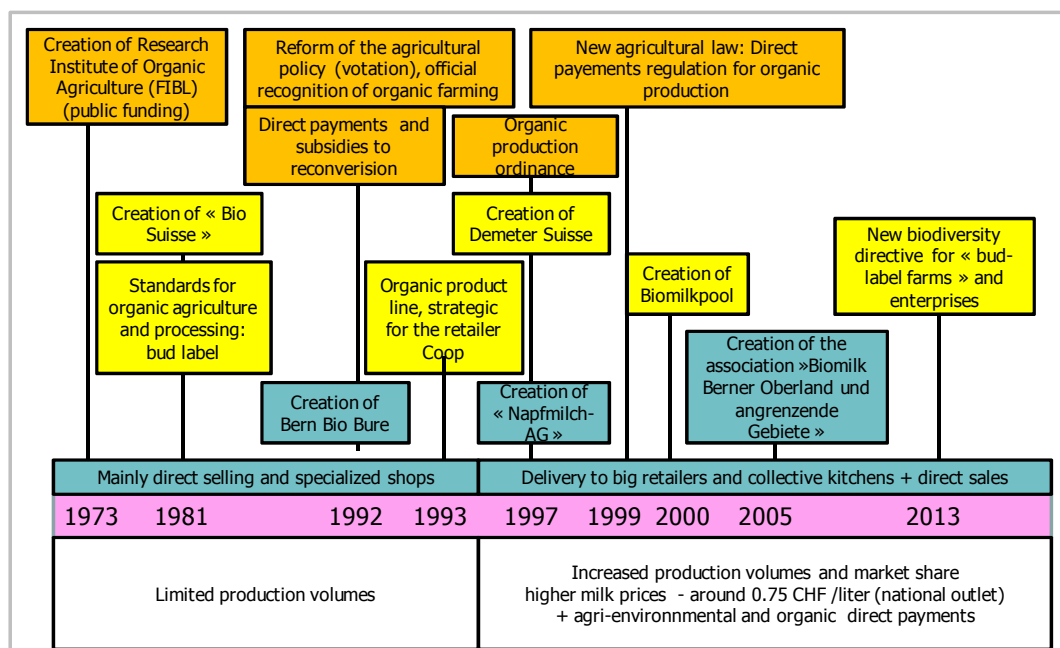 Creation of Research
Institute of Organic
Agriculture (FIBL)
(public funding)
Reform of the agricultural
policy (votation), official
recognition of organic farming
New agricultural law: Direct
payments regulation for organic
production
Direct payments and
subsidies to
reconverision
Organic
production
ordinance
Creation of « Bio
Suisse »
Creation of
Demeter Suisse
New biodiversity
directive for « bud-
label farms » and
enterprises
Standards for
organic agriculture
and processing:
bud label
Organic product
line, strategic
for the retailer
Coop
Creation of
Biomilkpool
Creation of the
association »Biomilk
Berner Oberland und
angrenzende
Gebiete »
Creation of
Bern Bio Bure
Creation of
« Napfmilch-
AG »
Mainly direct selling and specialized shops
Delivery to big retailers and collective kitchens + direct sales
1973 1981 1992 1993 1997 1999 2000 2005 2013
Limited production volumes
Increased production volumes and market share
higher milk prices - around 0.75 CHF /liter (national outlet)
+ agri-environnmental and organic direct payments